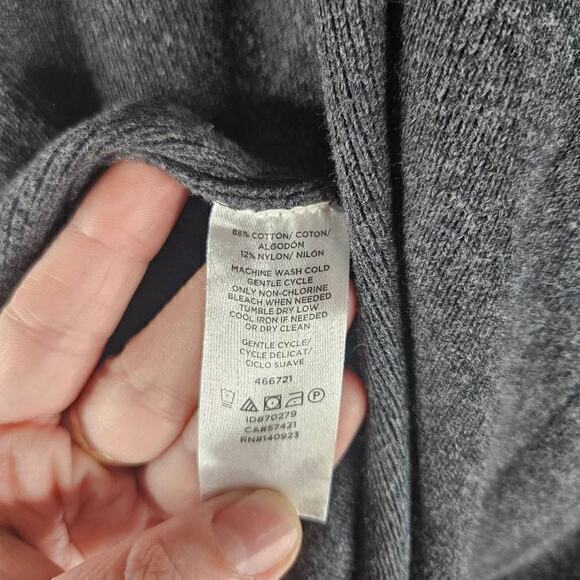 88% COTTON/ COTON/
ALGODÓN
12% NYLON/ NILÓN
MACHINE WASH COLD
GENTLE CYCLE
ONLY NON-CHLORINE
BLEACH WHEN NEEDED
TUMBLE DRY LOW
COOL IRON IF NEEDED
OR DRY CLEAN
GENTLE CYCLE/
CYCLE DELICAT/
CICLO SUAVE
466721
P
ID#70279
CA#57421
RN#140923